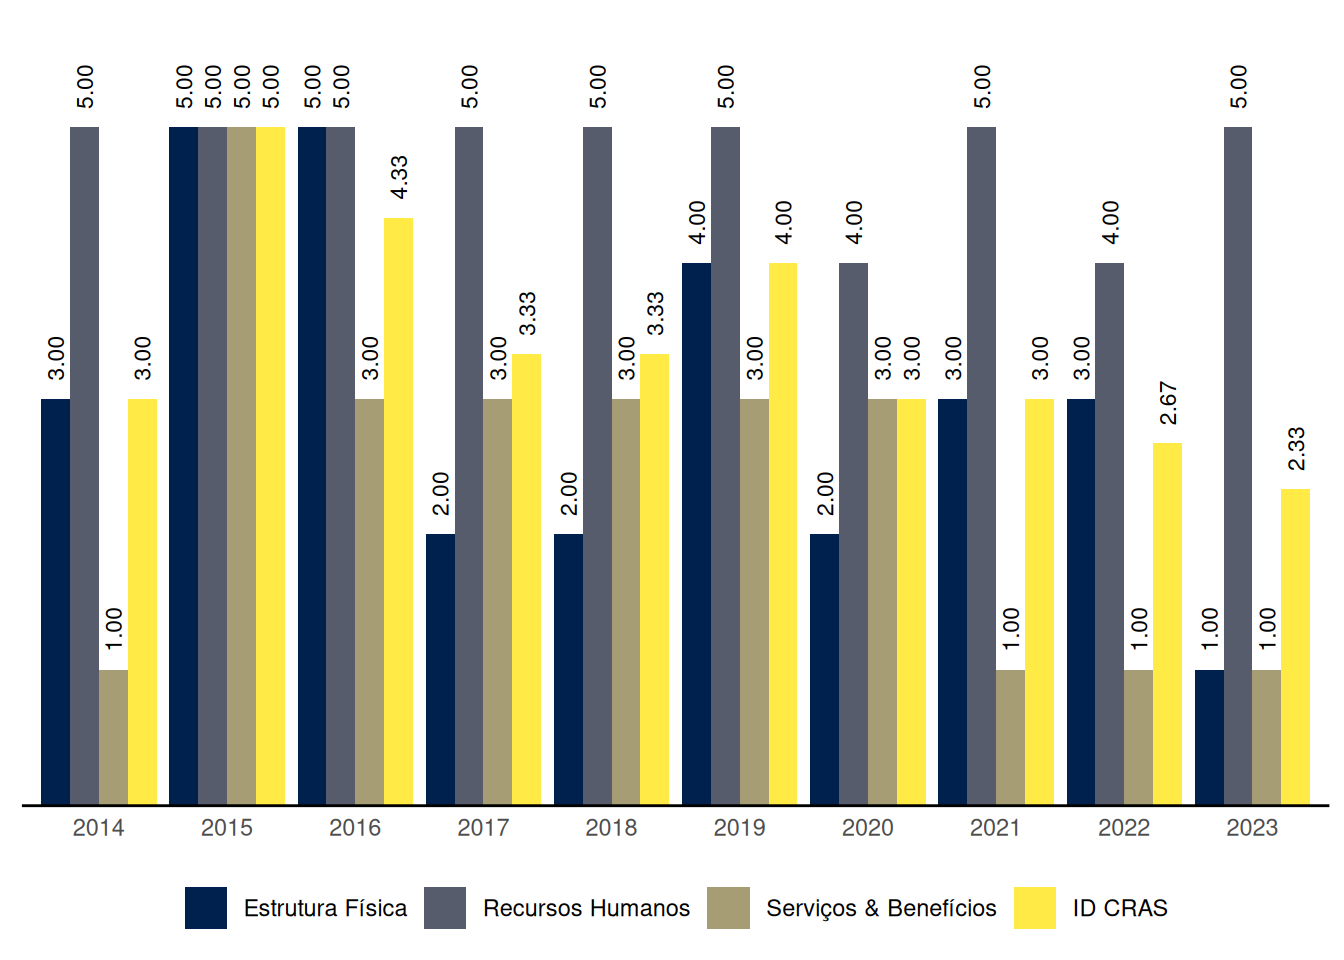 5.00 5.00 5.00 5.00 5.00 5.00 5.00 5.00 5.00 5.00 5.00 5.00
4.33
4.00 4.00 4.00 4.00
3.33 3.33
3.00 3.00 3.00 3.00 3.00 3.00 3.00 3.00 3.00 3.00 3.00
2.67
2.33
2.00 2.00 2.00
1.00 1.00 1.00 1.00 1.00
2014 2015 2016 2017 2018 2019 2020 2021 2022 2023
Estrutura Física Recursos Humanos Serviços & Benefícios ID CRAS